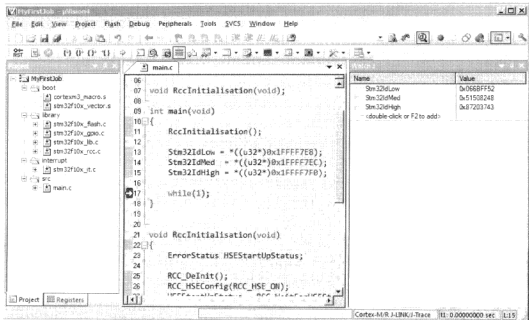 MyFirstJob - µVision4
File Edit View Project Flash Debug Peripherals Tools SVCS Window Help
RST
Project
MyFirstJob
boot
cortexm3_macro.s
stm32f10x_vector.s
library
stm32f10x_flash.c
stm32f10x_gpio.c
stm32f10x_lib.c
stm32f10x_rcc.c
interrupt
stm32f10x_it.c
src
main.c
Project Registers
main.c
06
07 void RccInitialisation(void);
08
09 int main(void)
10 {
11 RccInitialisation();
12
13 Stm32IdLow = *((u32*)0x1FFFF7E8);
14 Stm32IdMed = *((u32*)0x1FFFF7EC);
15 Stm32IdHigh = *((u32*)0x1FFFF7F0);
16
17 while(1);
18 }
19
20
21 void RccInitialisation(void)
22 {
23 ErrorStatus HSEStartUpStatus;
24
25 RCC_DeInit();
26 RCC_HSEConfig(RCC_HSE_ON);
Name Value
Stm32IdLow 0x066BFF52
Stm32IdMed 0x51508248
Stm32IdHigh 0x87203743
<double-click or F2 to add>
Cortex-M/R J-LINK/J-Trace t1: 0.00000000 sec L:15